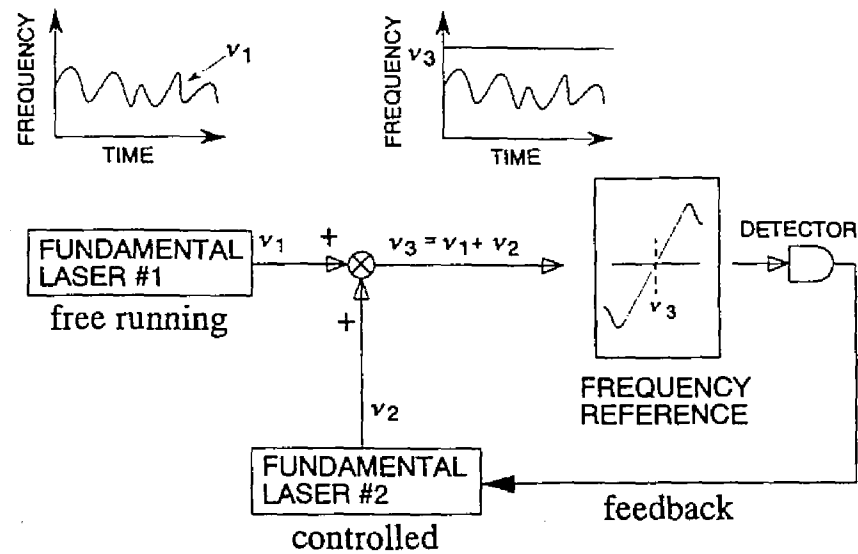 FREQUENCY
ν1
TIME
FREQUENCY
ν3
TIME
FUNDAMENTAL
LASER #1
free running
ν1
+
ν3 = ν1 + ν2
+
ν2
ν3
FREQUENCY
REFERENCE
DETECTOR
FUNDAMENTAL
LASER #2
controlled
feedback